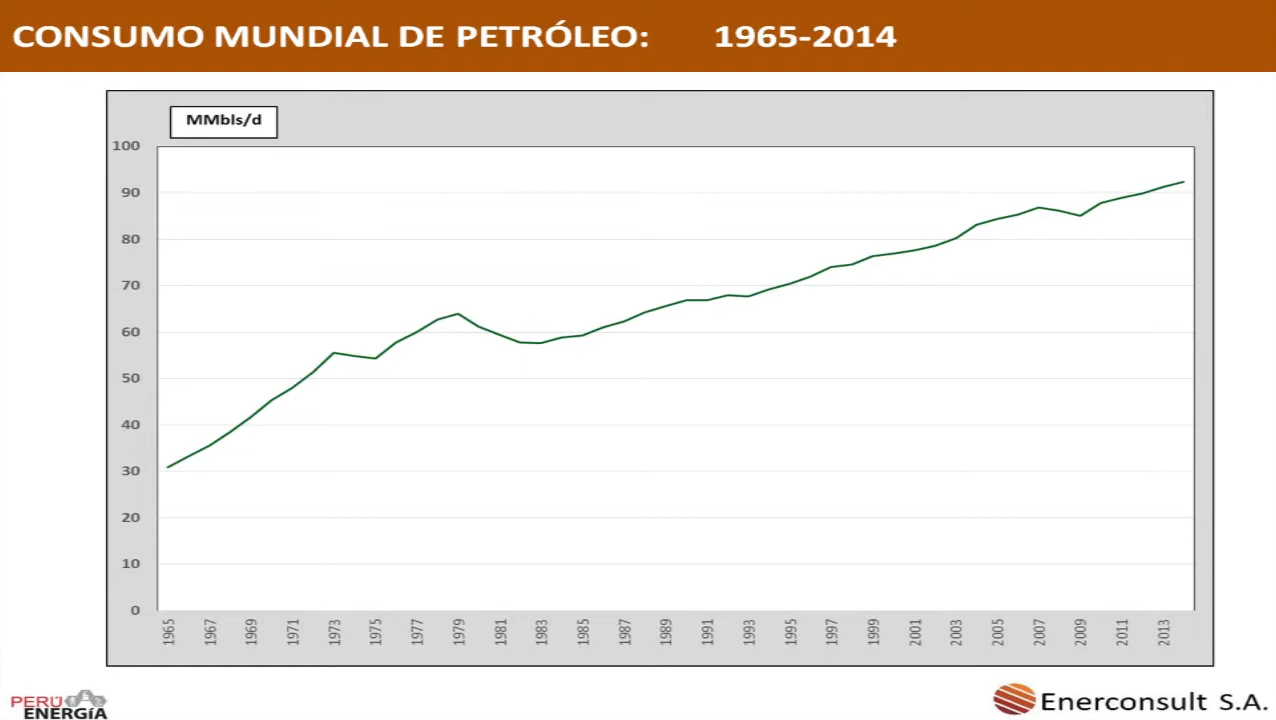 CONSUMO MUNDIAL DE PETRÓLEO: 1965-2014
MMbls/d
100
90
80
70
60
50
40
30
20
10
0
1965 1967 1969 1971 1973 1975 1977 1979 1981 1983 1985 1987 1989 1991 1993 1995 1997 1999 2001 2003 2005 2007 2009 2011 2013
PERÚ
ENERGÍA
Enerconsult S.A.